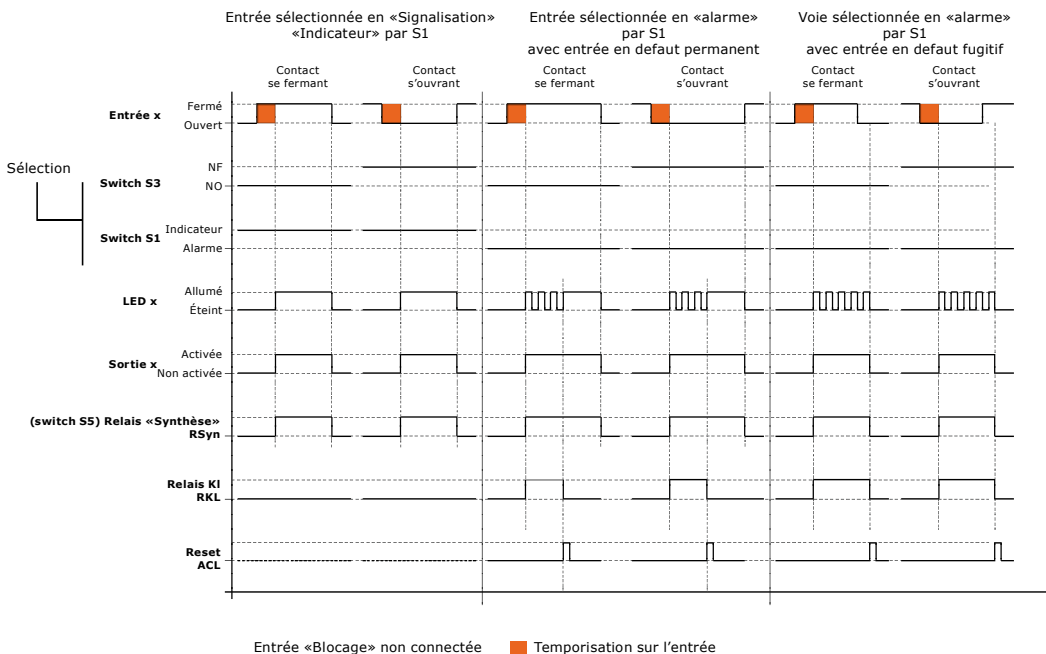 Entrée sélectionnée en «Signalisation»
«Indicateur» par S1
Entrée sélectionnée en «alarme»
par S1
avec entrée en defaut permanent
Voie sélectionnée en «alarme»
par S1
avec entrée en defaut fugitif
Contact
se fermant
Contact
s'ouvrant
Contact
se fermant
Contact
s'ouvrant
Contact
se fermant
Contact
s'ouvrant
Entrée x
Fermé
Ouvert
Sélection
Switch S3
NF
NO
Switch S1
Indicateur
Alarme
LED x
Allumé
Éteint
Sortie x
Activée
Non activée
(switch S5) Relais «Synthèse»
RSyn
Relais Kl
RKL
Reset
ACL
Entrée «Blocage» non connectée
Temporisation sur l'entrée